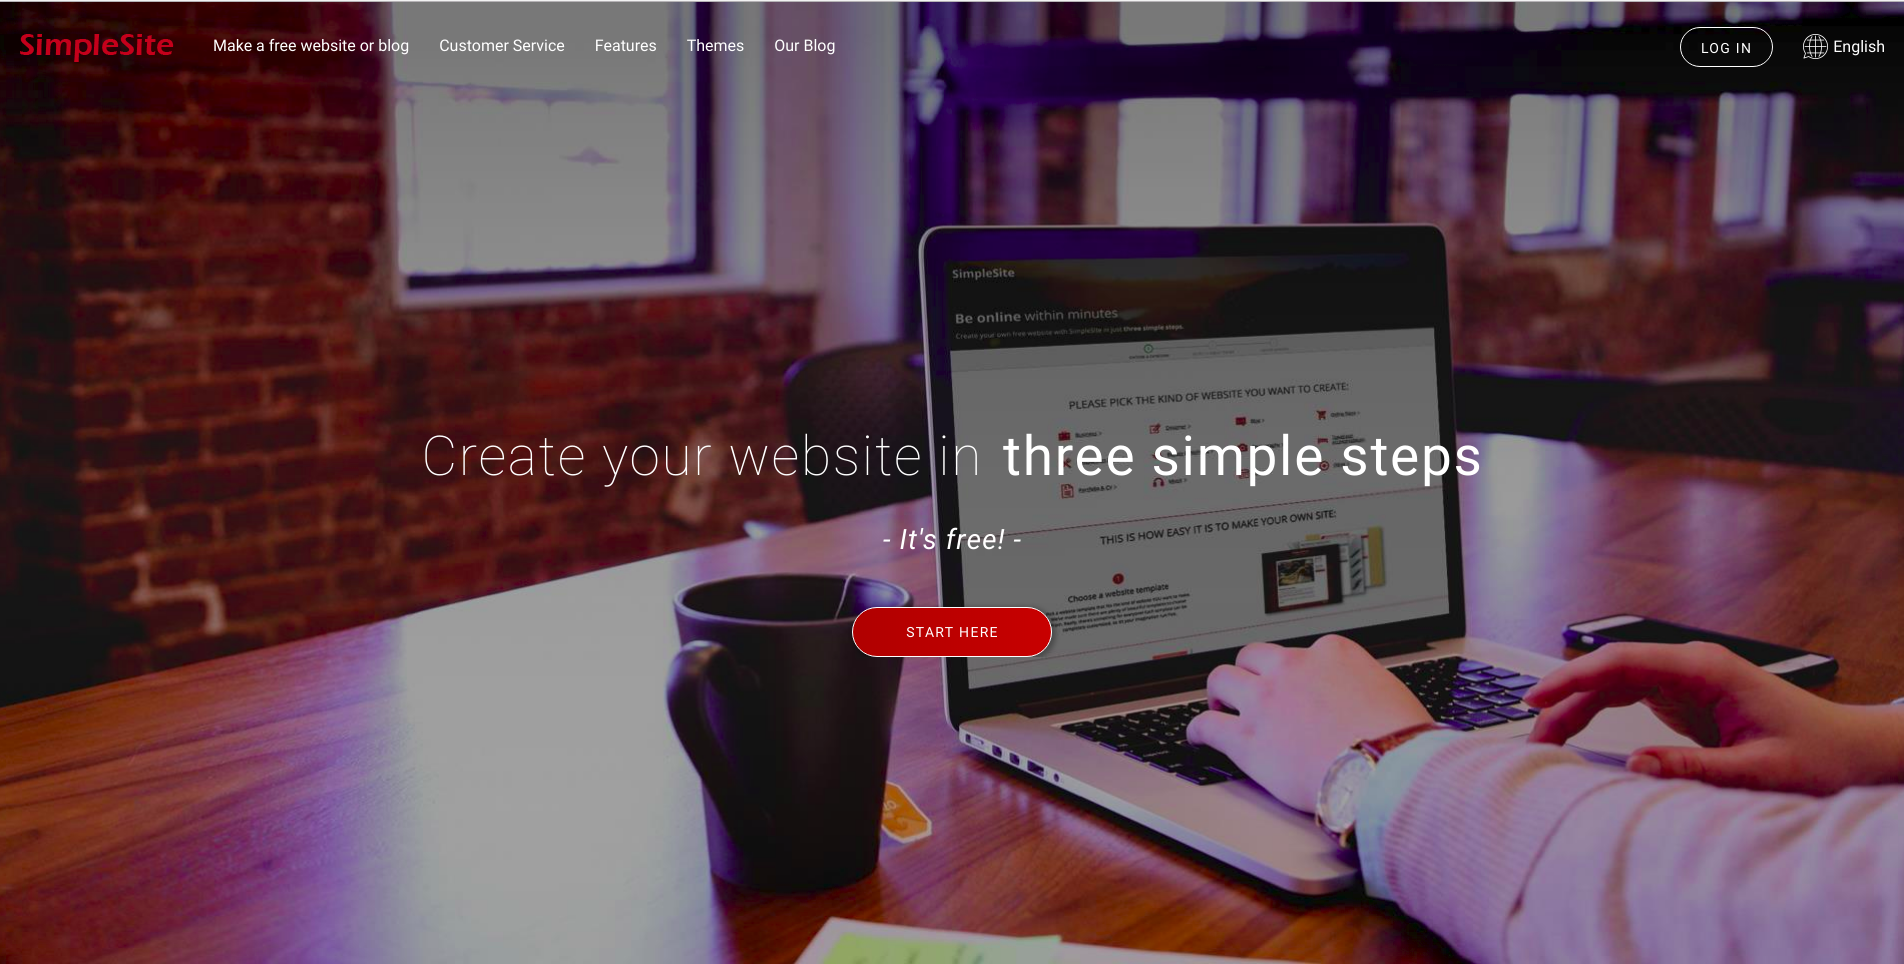 SimpleSite
Make a free website or blog
Customer Service
Features
Themes
Our Blog
LOG IN
English
SimpleSite
Be online within minutes
Create your own free website with SimpleSite in just three simple steps.
PLEASE PICK THE KIND OF WEBSITE YOU WANT TO CREATE:
Create your website in three simple steps
- It's free! -
THIS IS HOW EASY IT IS TO MAKE YOUR OWN SITE:
Choose a website template
START HERE